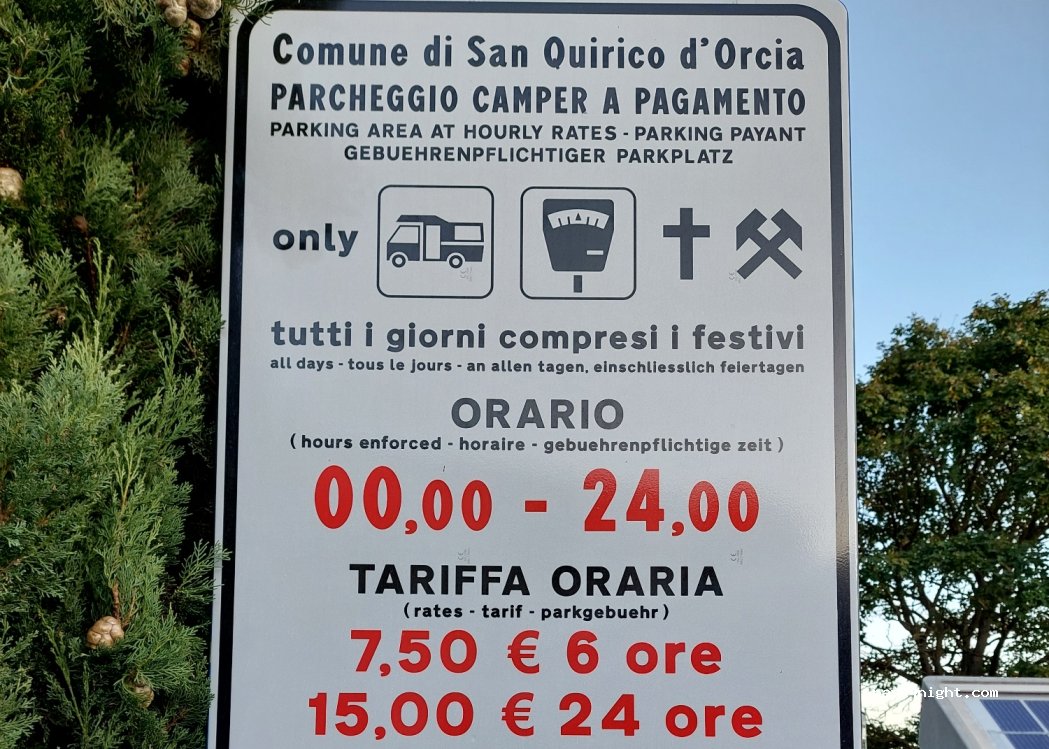 Comune di San Quirico d'Orcia
PARCHEGGIO CAMPER A PAGAMENTO
PARKING AREA AT HOURLY RATES - PARKING PAYANT
GEBUEHRENPFLICHTIGER PARKPLATZ
only
tutti i giorni compresi i festivi
all days - tous le jours - an allen tagen, einschliesslich feiertagen
ORARIO
( hours enforced - horaire - gebuehrenpflichtige zeit )
00,00 - 24,00
TARIFFA ORARIA
( rates - tarif - parkgebuehr )
7,50 € 6 ore
15,00 € 24 ore